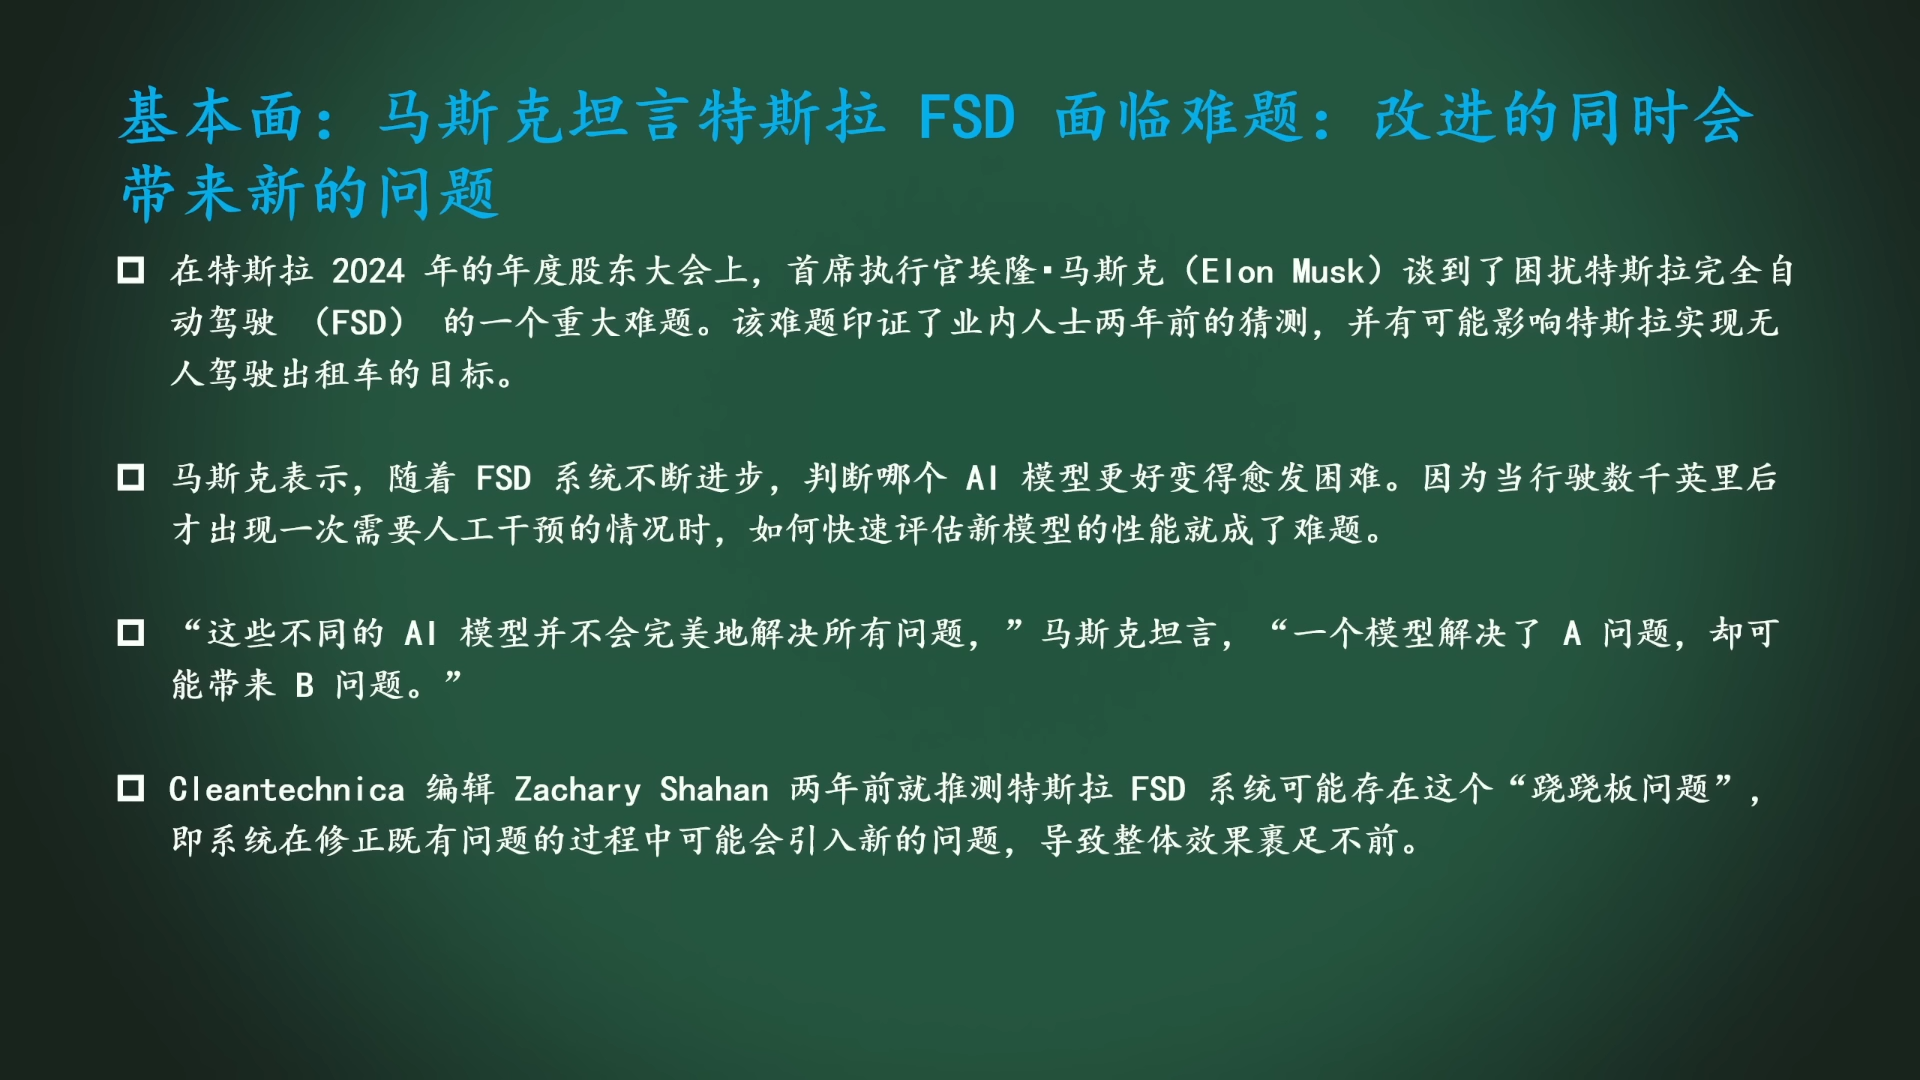 基本面：马斯克坦言特斯拉 FSD 面临难题：改进的同时会
带来新的问题
在特斯拉 2024 年的年度股东大会上，首席执行官埃隆▪马斯克（Elon Musk）谈到了困扰特斯拉完全自
动驾驶 （FSD） 的一个重大难题。该难题印证了业内人士两年前的猜测，并有可能影响特斯拉实现无
人驾驶出租车的目标。
马斯克表示，随着 FSD 系统不断进步，判断哪个 AI 模型更好变得愈发困难。因为当行驶数千英里后
才出现一次需要人工干预的情况时，如何快速评估新模型的性能就成了难题。
“这些不同的 AI 模型并不会完美地解决所有问题，”马斯克坦言，“一个模型解决了 A 问题，却可
能带来 B 问题。”
Cleantechnica 编辑 Zachary Shahan 两年前就推测特斯拉 FSD 系统可能存在这个“跷跷板问题”，
即系统在修正既有问题的过程中可能会引入新的问题，导致整体效果裹足不前。